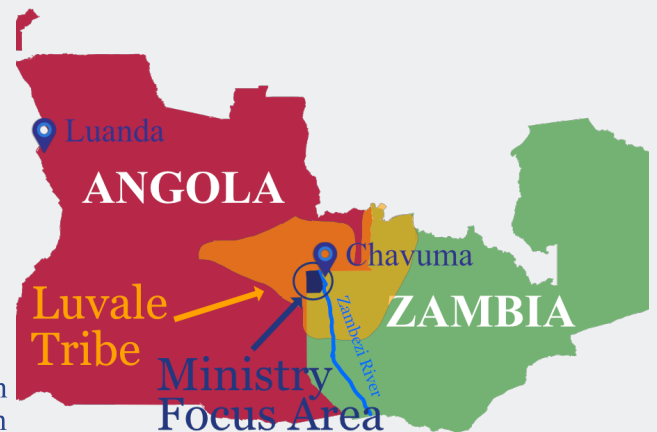 Luanda
ANGOLA
Chavuma
Luvale
Tribe
Zambezi River
ZAMBIA
Ministry
Focus Area